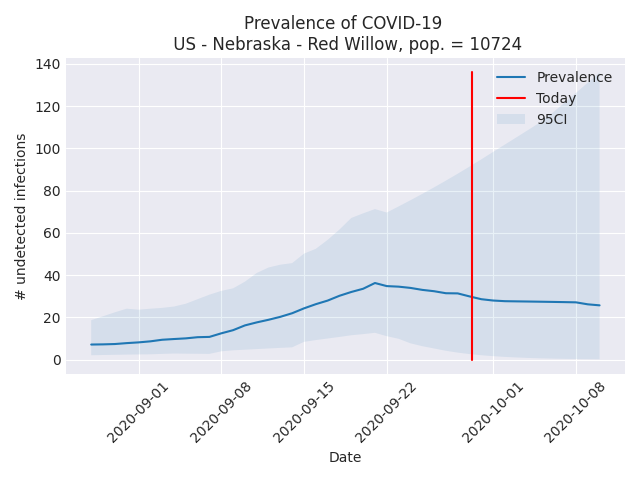 Prevalence of COVID-19
US - Nebraska - Red Willow, pop. = 10724
Prevalence
Today
95CI
# undetected infections
140
120
100
80
60
40
20
0
2020-09-01
2020-09-08
2020-09-15
2020-09-22
2020-10-01
2020-10-08
Date